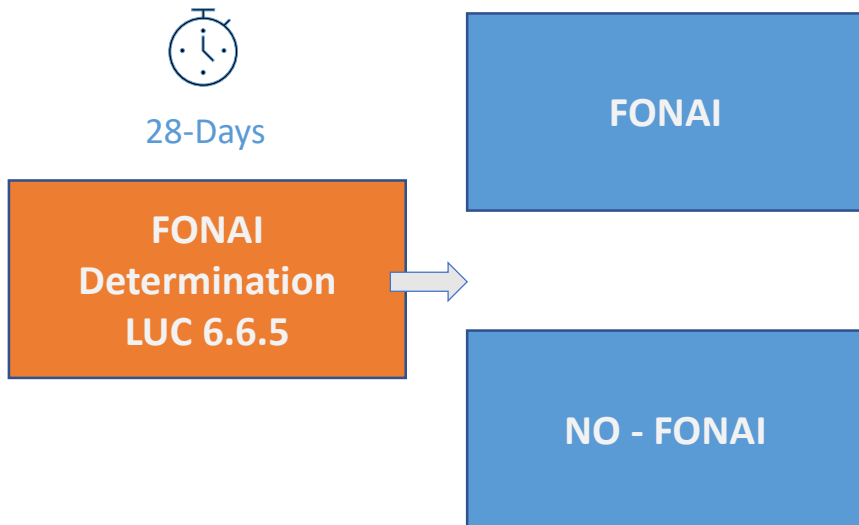 28-Days
FONAI
Determination
LUC 6.6.5
FONAI
NO - FONAI